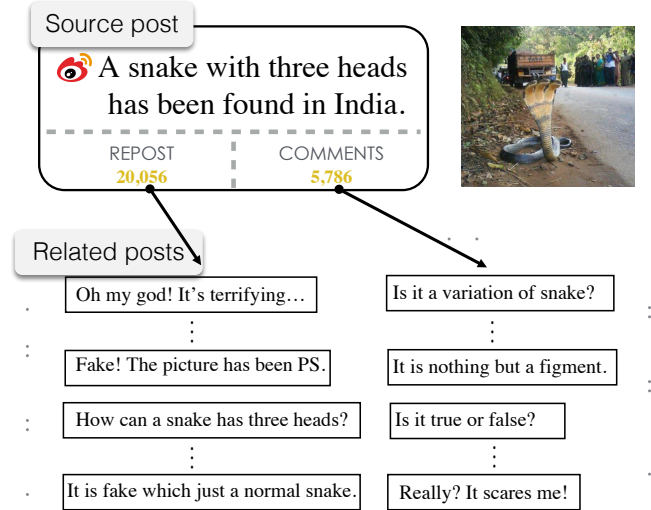 Source post
A snake with three heads
has been found in India.
REPOST
COMMENTS
20,056
5,786
Related posts
Oh my god! It's terrifying…
Is it a variation of snake?
Fake! The picture has been PS.
It is nothing but a figment.
How can a snake has three heads?
Is it true or false?
It is fake which just a normal snake.
Really? It scares me!